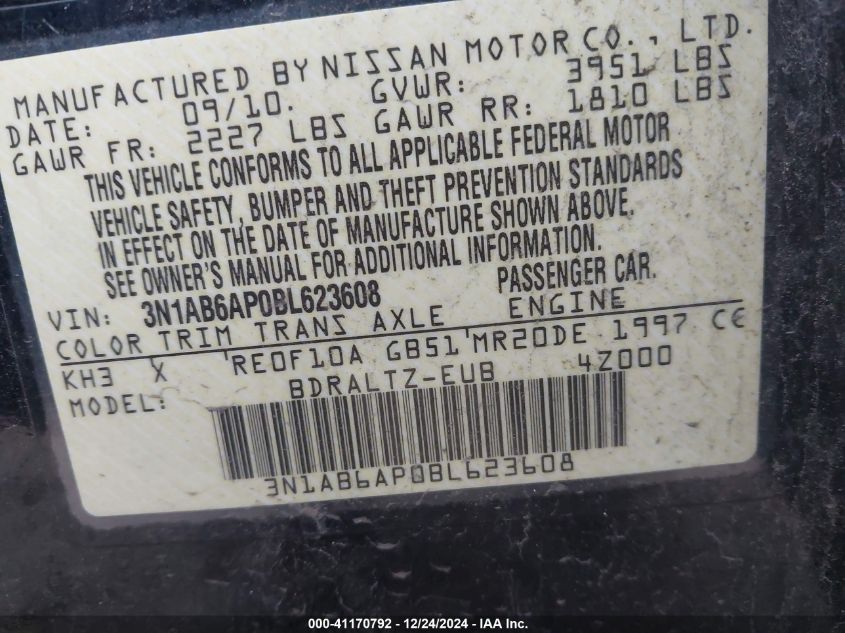 MANUFACTURED BY NISSAN MOTOR CO., LTD.
DATE: 09/10. GVWR: 3951 LBS
GAWR FR: 2227 LBS GAWR RR: 1810 LBS
THIS VEHICLE CONFORMS TO ALL APPLICABLE FEDERAL MOTOR
VEHICLE SAFETY, BUMPER AND THEFT PREVENTION STANDARDS
IN EFFECT ON THE DATE OF MANUFACTURE SHOWN ABOVE.
SEE OWNER'S MANUAL FOR ADDITIONAL INFORMATION.
VIN: 3N1AB6AP0BL623608 PASSENGER CAR.
COLOR TRIM TRANS AXLE ENGINE
KH3 X RE0F10A GB51 MR20DE 1997 CC
MODEL: BDRALTZ-EUB 4Z000
3N1AB6AP0BL623608
000-41170792 - 12/24/2024 - IAA Inc.